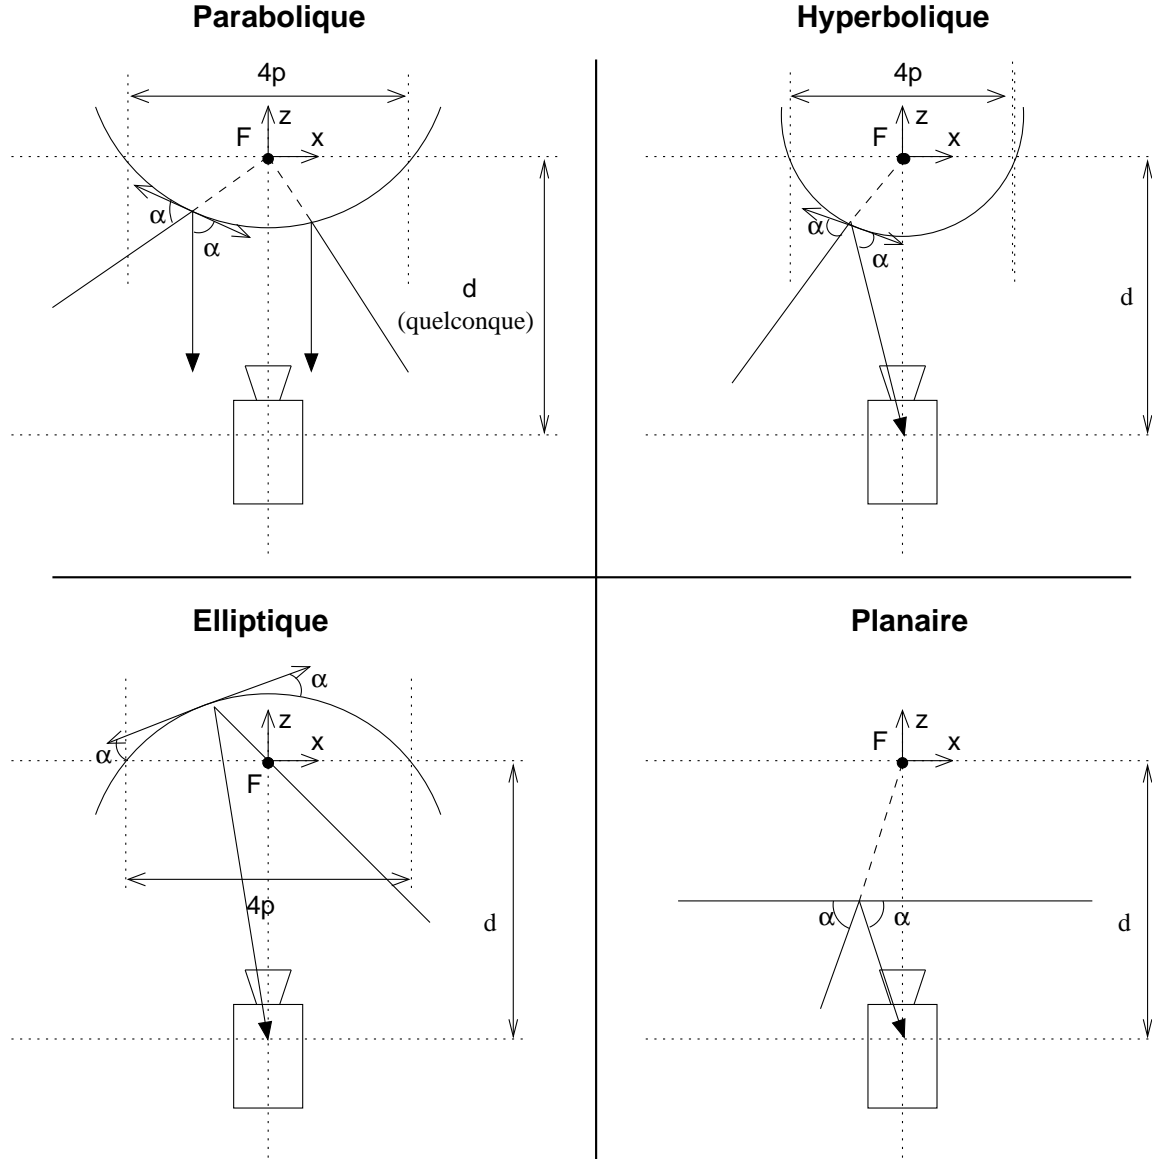 Parabolique
4p
F
z
x
α
α
d
(quelconque)
Hyperbolique
4p
F
z
x
α
α
d
Elliptique
α
z
x
α
F
4p
d
Planaire
z
F
x
α
α
d